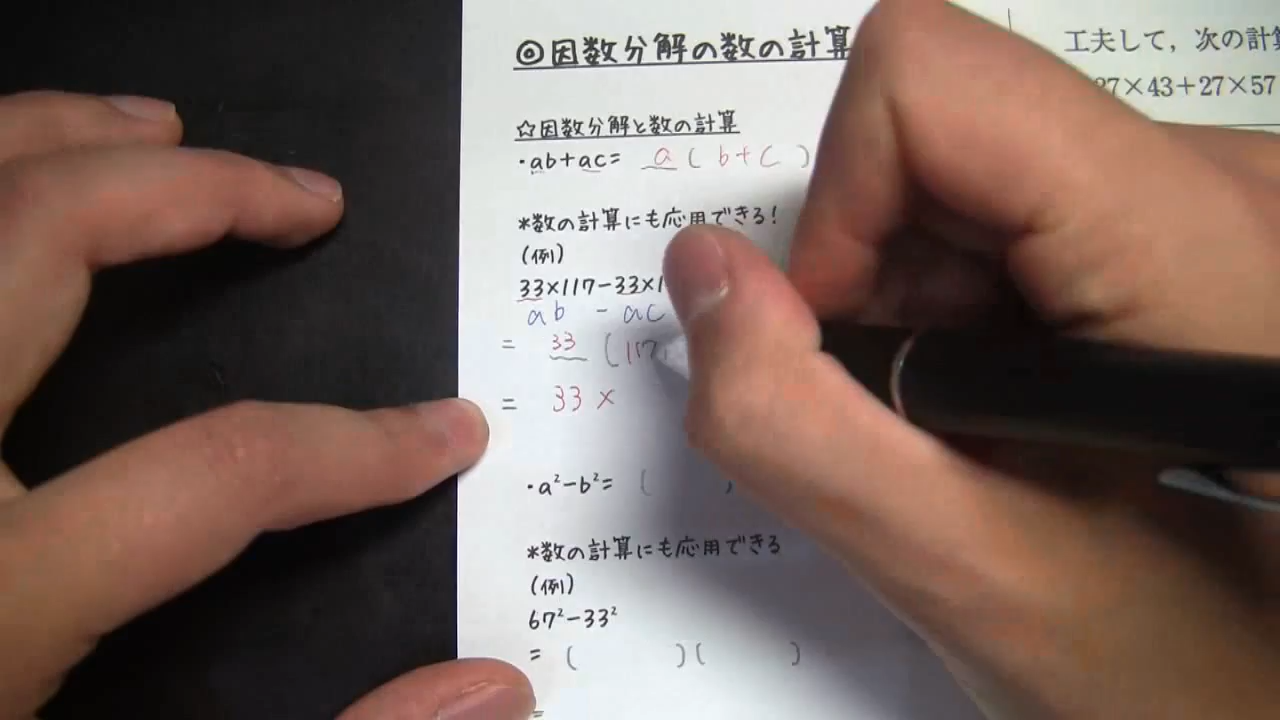 ◎因数分解の数の計算
工夫して，次の計算
27×43＋27×57
☆因数分解と数の計算
・ab+ac= a(b+c)
*数の計算にも応用できる!
(例)
33×117-33×1
ab - ac
= 33 (117
= 33 ×
・a²-b²= ( )
*数の計算にも応用できる
(例)
67²-33²
= ( )( )
=